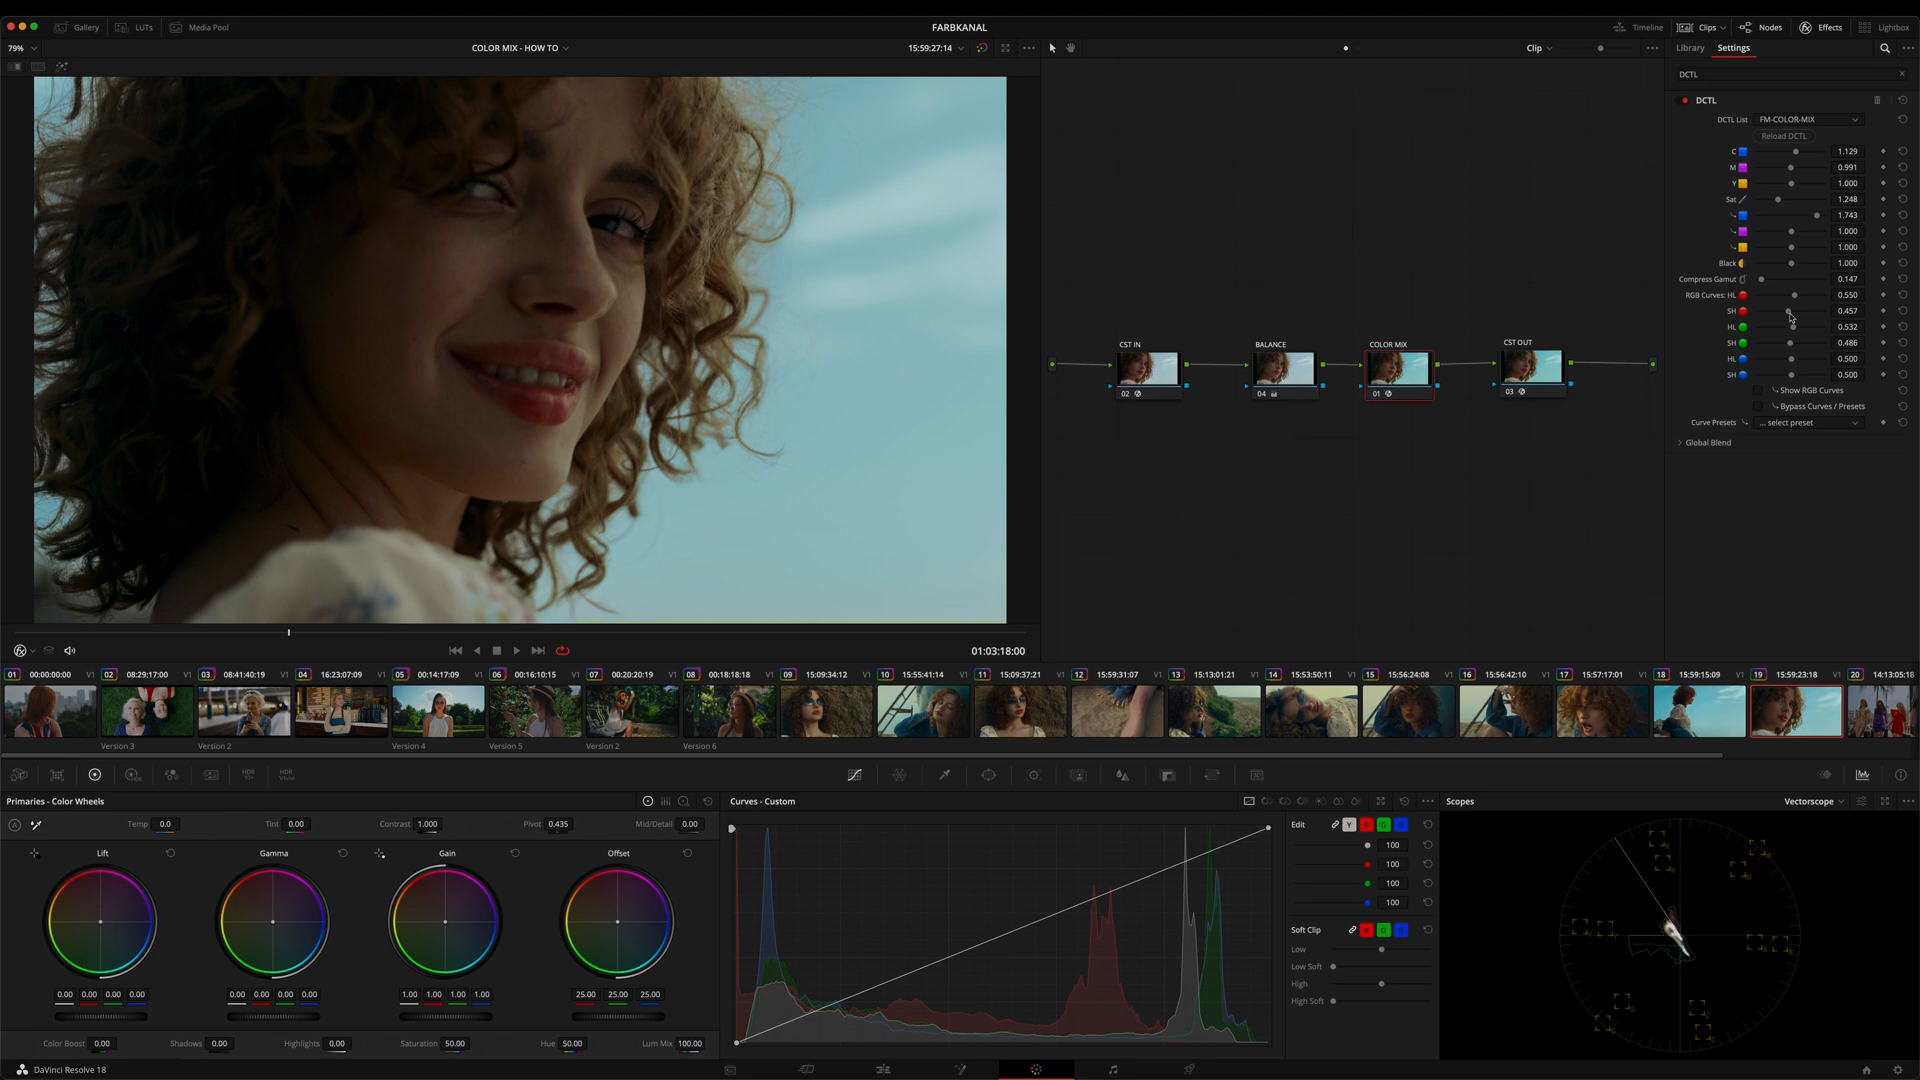 Gallery LUTs Media Pool FARBKANAL Timeline Clips Nodes Effects Lightbox
79% COLOR MIX - HOW TO 15:59:27:14 Clip Library Settings
DCTL
DCTL
DCTL List FM-COLOR-MIX
Reload DCTL
C 1.129
M 0.991
Y 1.000
Sat 1.248
1.743
1.000
1.000
Black 1.000
Compress Gamut 0.147
RGB Curves: HL 0.550
SH 0.457
HL 0.532
SH 0.486
HL 0.500
SH 0.500
Show RGB Curves
Bypass Curves / Presets
Curve Presets ... select preset
Global Blend
CST IN BALANCE COLOR MIX CST OUT
02 04 01 03
01:03:18:00
01 00:00:00:00 V1 02 08:29:17:00 V1 03 08:41:40:19 V1 04 16:23:07:09 V1 05 00:14:17:09 V1 06 00:16:10:15 V1 07 00:20:20:19 V1 08 00:18:18:18 V1 09 15:09:34:12 V1 10 15:55:41:14 V1 11 15:09:37:21 V1 12 15:59:31:07 V1 13 15:13:01:21 V1 14 15:53:50:11 V1 15 15:56:24:08 V1 16 15:56:42:10 V1 17 15:57:17:01 V1 18 15:59:15:09 V1 19 15:59:23:18 V1 20 14:13:05:18
Version 3 Version 2 Version 4 Version 5 Version 2 Version 6
Primaries - Color Wheels Curves - Custom Scopes Vectorscope
Temp 0.0 Tint 0.00 Contrast 1.000 Pivot 0.435 Mid/Detail 0.00
Lift Gamma Gain Offset
0.00 0.00 0.00 0.00 0.00 0.00 0.00 0.00 1.00 1.00 1.00 1.00 25.00 25.00 25.00
Color Boost 0.00 Shadows 0.00 Highlights 0.00 Saturation 50.00 Hue 50.00 Lum Mix 100.00
Edit Y
100
100
100
100
Soft Clip
Low
Low Soft
High
High Soft
DaVinci Resolve 18